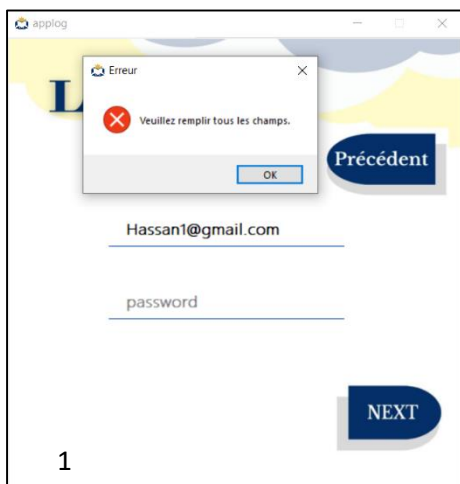 applog
Erreur
Veuillez remplir tous les champs.
OK
Précédent
Hassan1@gmail.com
password
NEXT
1